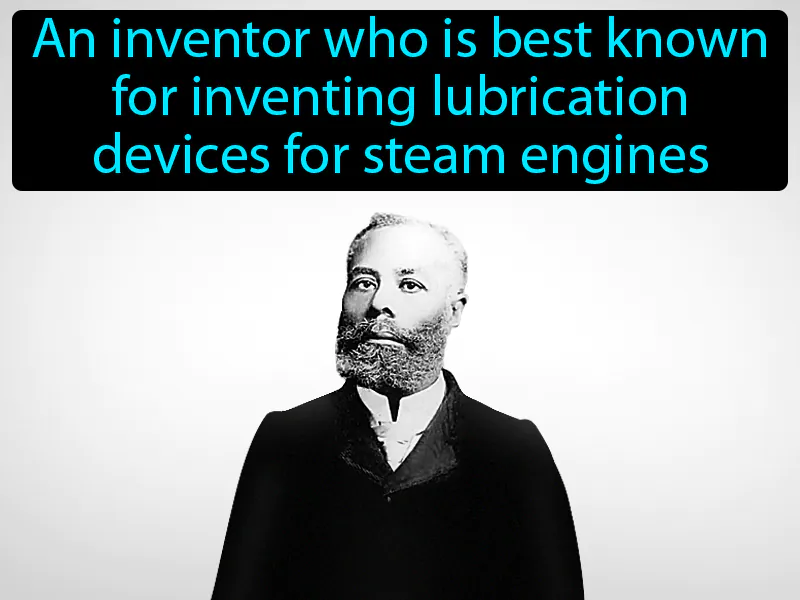 An inventor who is best known
for inventing lubrication
devices for steam engines